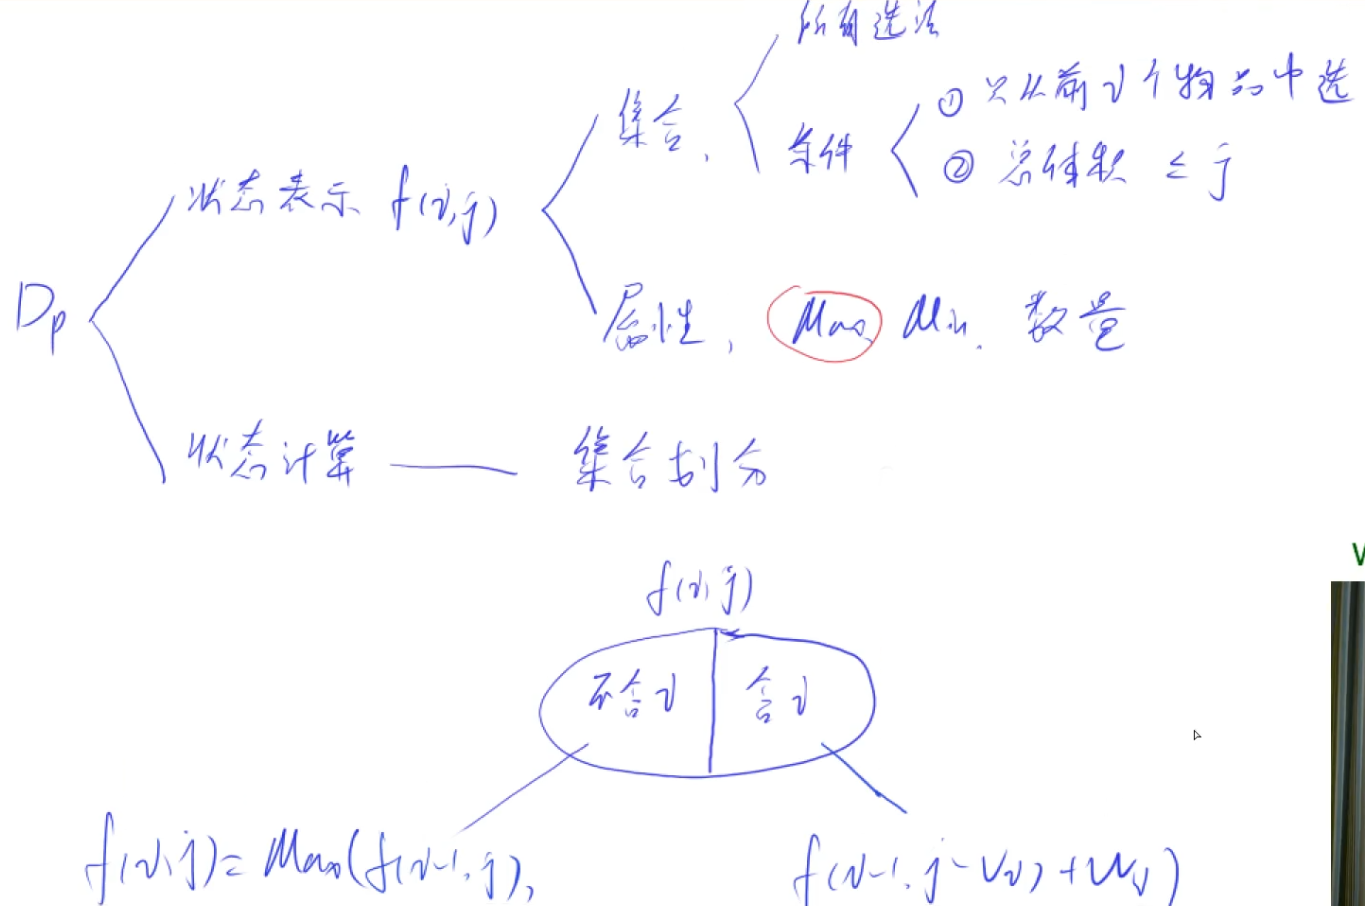 所有选法
集合.
条件
① 只从前i个物品中选
② 总体积 ≤ j
状态表示 f(i,j)
Dp
属性. Max Min. 数量
状态计算 —— 集合划分
f(i,j)
不含i 含i
f(i,j)= Max(f(i-1,j), f(i-1,j-Vi)+Wi)